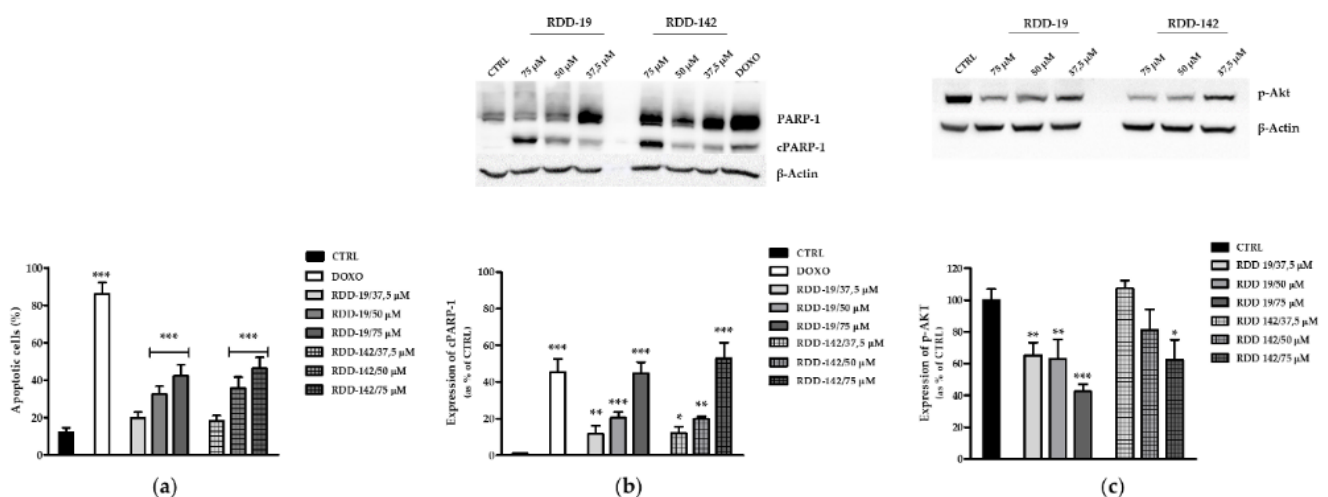 RDD-19 RDD-142
CTRL 75 µM 50 µM 37,5 µM 75 µM 50 µM 37,5 µM DOXO
PARP-1
cPARP-1
β-Actin
RDD-19 RDD-142
CTRL 75 µM 50 µM 37,5 µM 75 µM 50 µM 37,5 µM
p-Akt
β-Actin
Apoptotic cells (%)
100
80
60
40
20
0
***
***
***
CTRL
DOXO
RDD-19/37,5 µM
RDD-19/50 µM
RDD-19/75 µM
RDD-142/37,5 µM
RDD-142/50 µM
RDD-142/75 µM
(a)
Expression of cPARP-1
(as % of CTRL)
100
80
60
40
20
0
***
**
***
***
*
**
***
CTRL
DOXO
RDD-19/37,5 µM
RDD-19/50 µM
RDD-19/75 µM
RDD-142/37,5 µM
RDD-142/50 µM
RDD-142/75 µM
(b)
Expression of p-AKT
(as % of CTRL)
120
100
80
60
40
20
0
**
**
***
*
CTRL
RDD 19/37,5 µM
RDD 19/50 µM
RDD 19/75 µM
RDD 142/37,5 µM
RDD 142/50 µM
RDD 142/75 µM
(c)